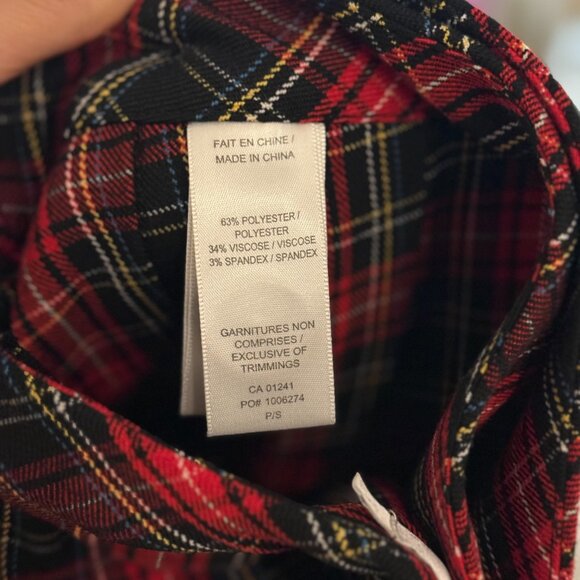 FAIT EN CHINE /
MADE IN CHINA
63% POLYESTER /
POLYESTER
34% VISCOSE / VISCOSE
3% SPANDEX / SPANDEX
GARNITURES NON
COMPRISES /
EXCLUSIVE OF
TRIMMINGS
CA 01241
PO# 1006274
P/S